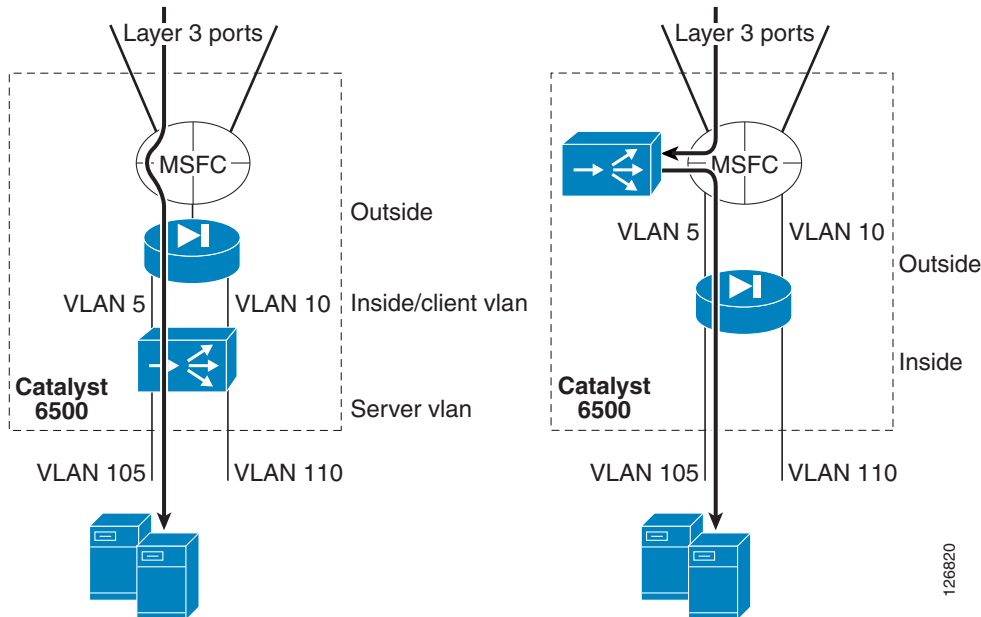 Layer 3 ports
MSFC
Outside
VLAN 5
VLAN 10
Inside/client vlan
Catalyst
6500
Server vlan
VLAN 105
VLAN 110
Layer 3 ports
MSFC
VLAN 5
VLAN 10
Outside
Inside
Catalyst
6500
VLAN 105
VLAN 110
126820